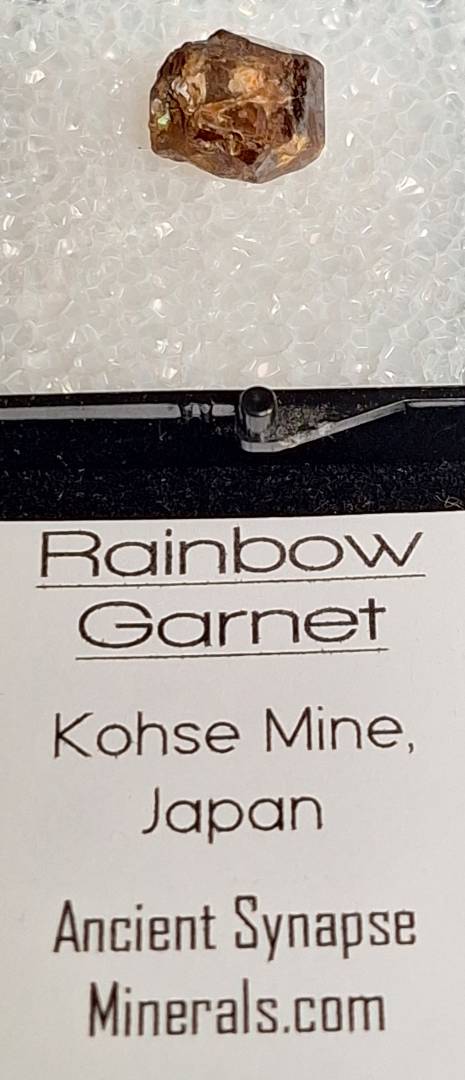 Rainbow
Garnet
Kohse Mine,
Japan
Ancient Synapse
Minerals.com